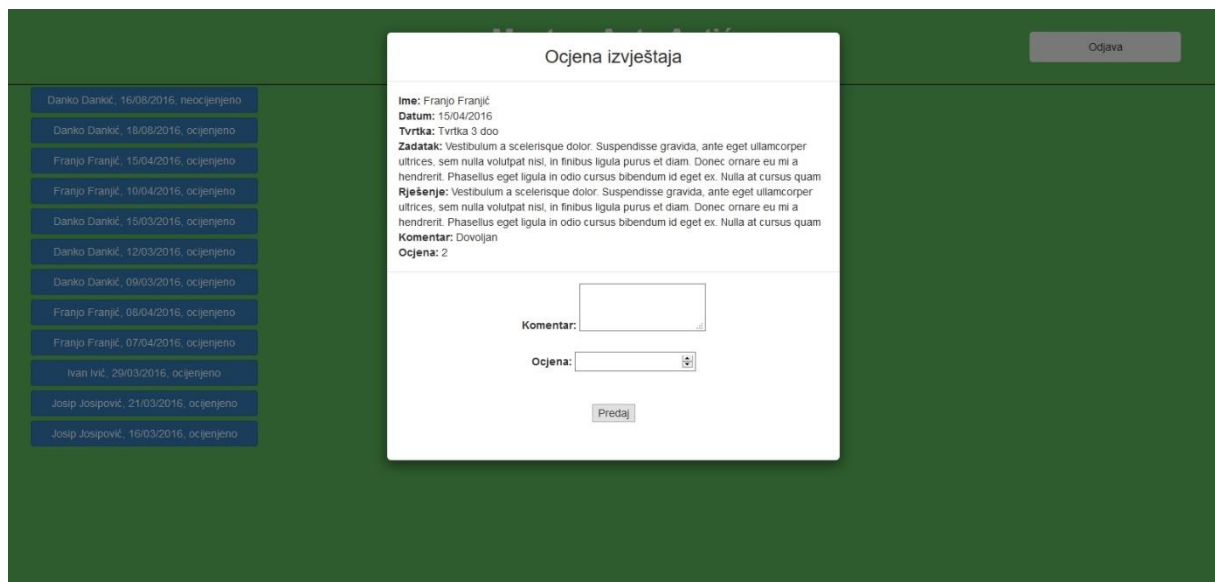 Ocjena izvještaja
Odjava
Danko Dankić, 16/08/2016, neocijenjeno
Danko Dankić, 18/08/2016, ocijenjeno
Franjo Franjić, 15/04/2016, ocijenjeno
Franjo Franjić, 10/04/2016, ocijenjeno
Danko Dankić, 15/03/2016, ocijenjeno
Danko Dankić, 12/03/2016, ocijenjeno
Danko Dankić, 09/03/2016, ocijenjeno
Franjo Franjić, 08/04/2016, ocijenjeno
Franjo Franjić, 07/04/2016, ocijenjeno
Ivan Ivić, 29/03/2016, ocijenjeno
Josip Josipović, 21/03/2016, ocijenjeno
Josip Josipović, 16/03/2016, ocijenjeno
Ime: Franjo Franjić
Datum: 15/04/2016
Tvrtka: Tvrtka 3 doo
Zadatak: Vestibulum a scelerisque dolor. Suspendisse gravida, ante eget ullamcorper
ultrices, sem nulla volutpat nisl, in finibus ligula purus et diam. Donec ornare eu mi a
hendrerit. Phasellus eget ligula in odio cursus bibendum id eget ex. Nulla at cursus quam
Rješenje: Vestibulum a scelerisque dolor. Suspendisse gravida, ante eget ullamcorper
ultrices, sem nulla volutpat nisl, in finibus ligula purus et diam. Donec ornare eu mi a
hendrerit. Phasellus eget ligula in odio cursus bibendum id eget ex. Nulla at cursus quam
Komentar: Dovoljan
Ocjena: 2
Komentar:
Ocjena:
Predaj